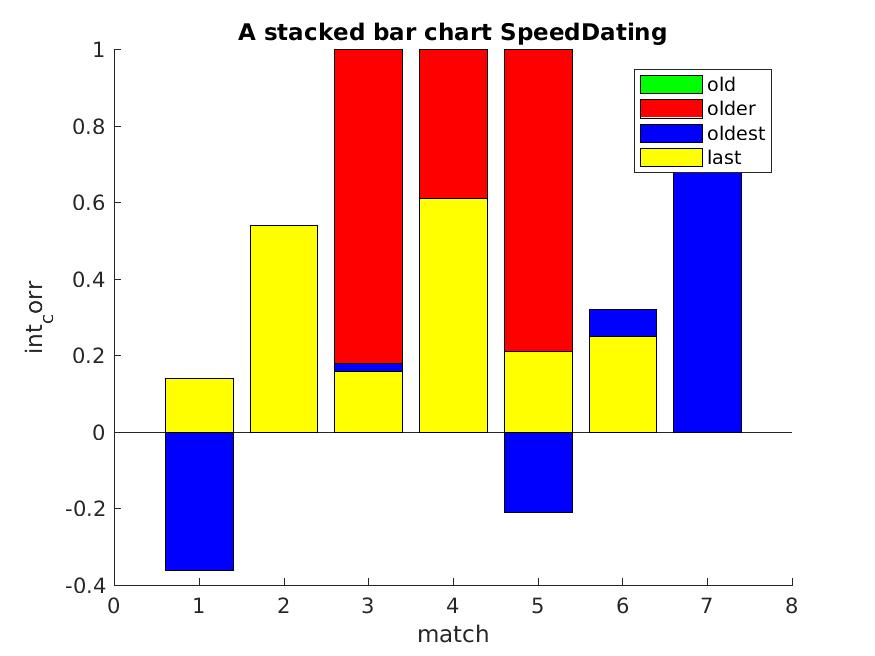 A stacked bar chart SpeedDating
1
0.8
0.6
0.4
0.2
0
-0.2
-0.4
int_corr
old
older
oldest
last
0 1 2 3 4 5 6 7 8
match